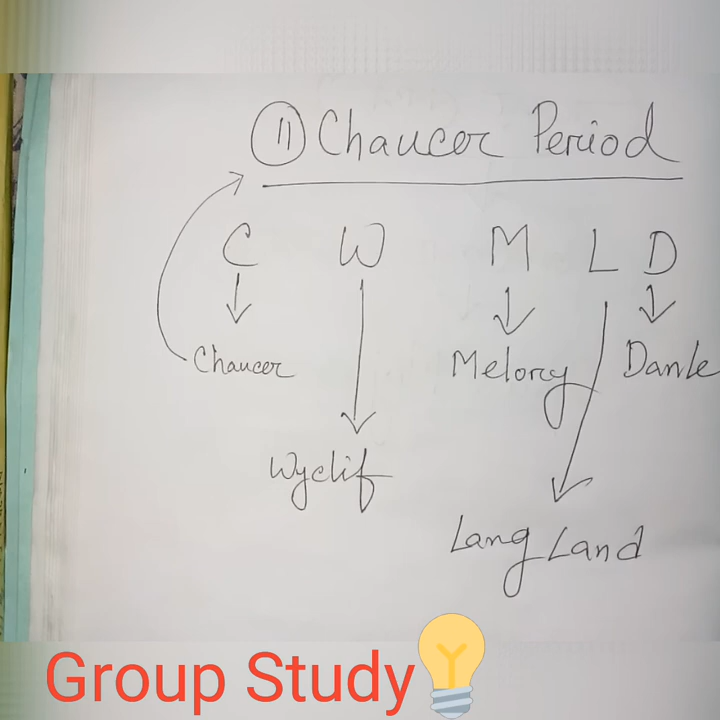 11 Chaucer Period
C W M L D
Chaucer Melory Dante
Wyclif
Lang Land
Group Study